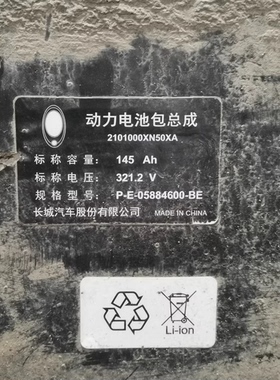 动力电池包总成
2101000XN50XA
标称容量: 145 Ah
标称电压: 321.2 V
规格型号: P-E-05884600-BE
长城汽车股份有限公司 MADE IN CHINA
Li-ion